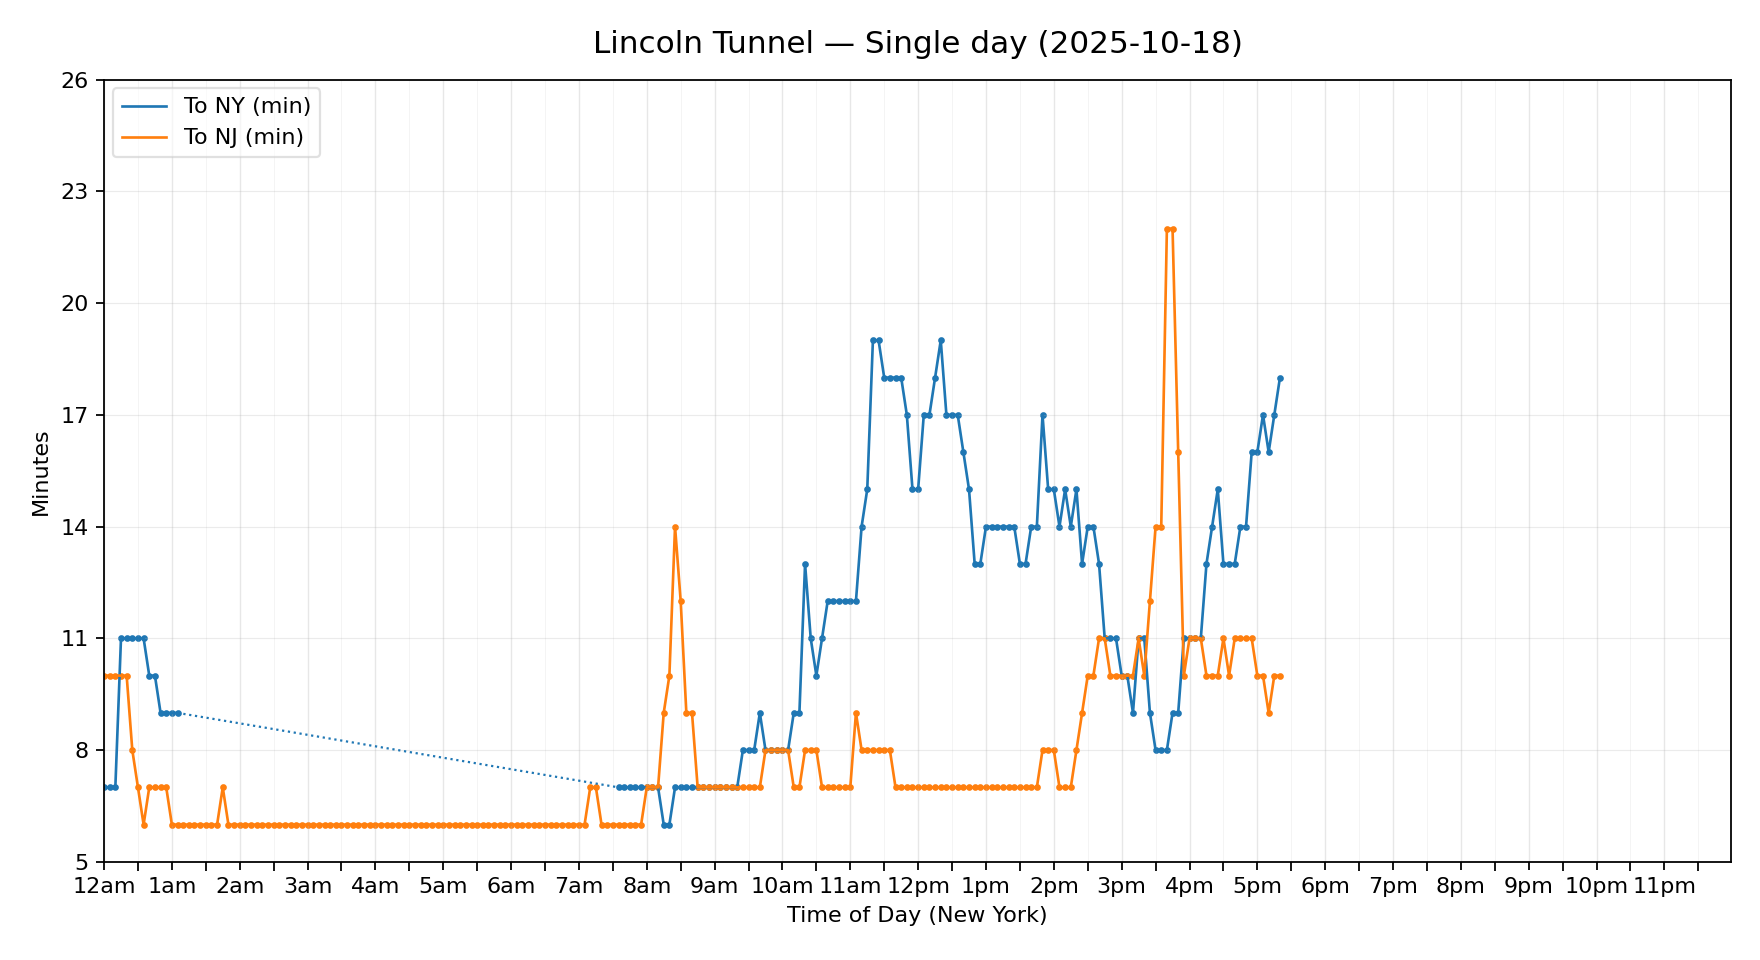 Lincoln Tunnel — Single day (2025-10-18)
26
To NY (min)
To NJ (min)
23
20
17
Minutes
14
11
8
5
12am 1am 2am 3am 4am 5am 6am 7am 8am 9am 10am 11am 12pm 1pm 2pm 3pm 4pm 5pm 6pm 7pm 8pm 9pm 10pm 11pm
Time of Day (New York)